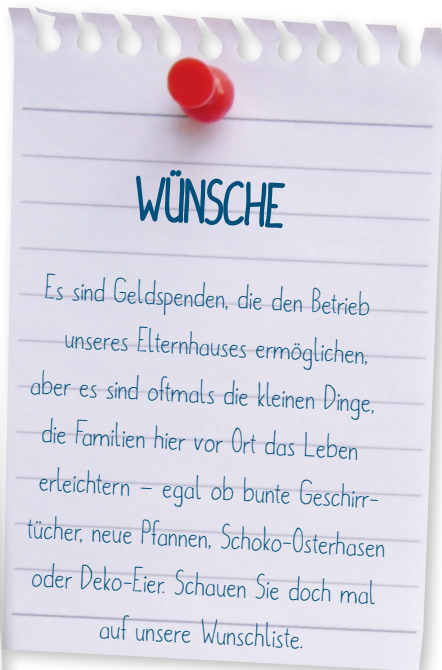 WÜNSCHE
Es sind Geldspenden, die den Betrieb
unseres Elternhauses ermöglichen,
aber es sind oftmals die kleinen Dinge,
die Familien hier vor Ort das Leben
erleichtern – egal ob bunte Geschirr-
tücher, neue Pfannen, Schoko-Osterhasen
oder Deko-Eier. Schauen Sie doch mal
auf unsere Wunschliste.